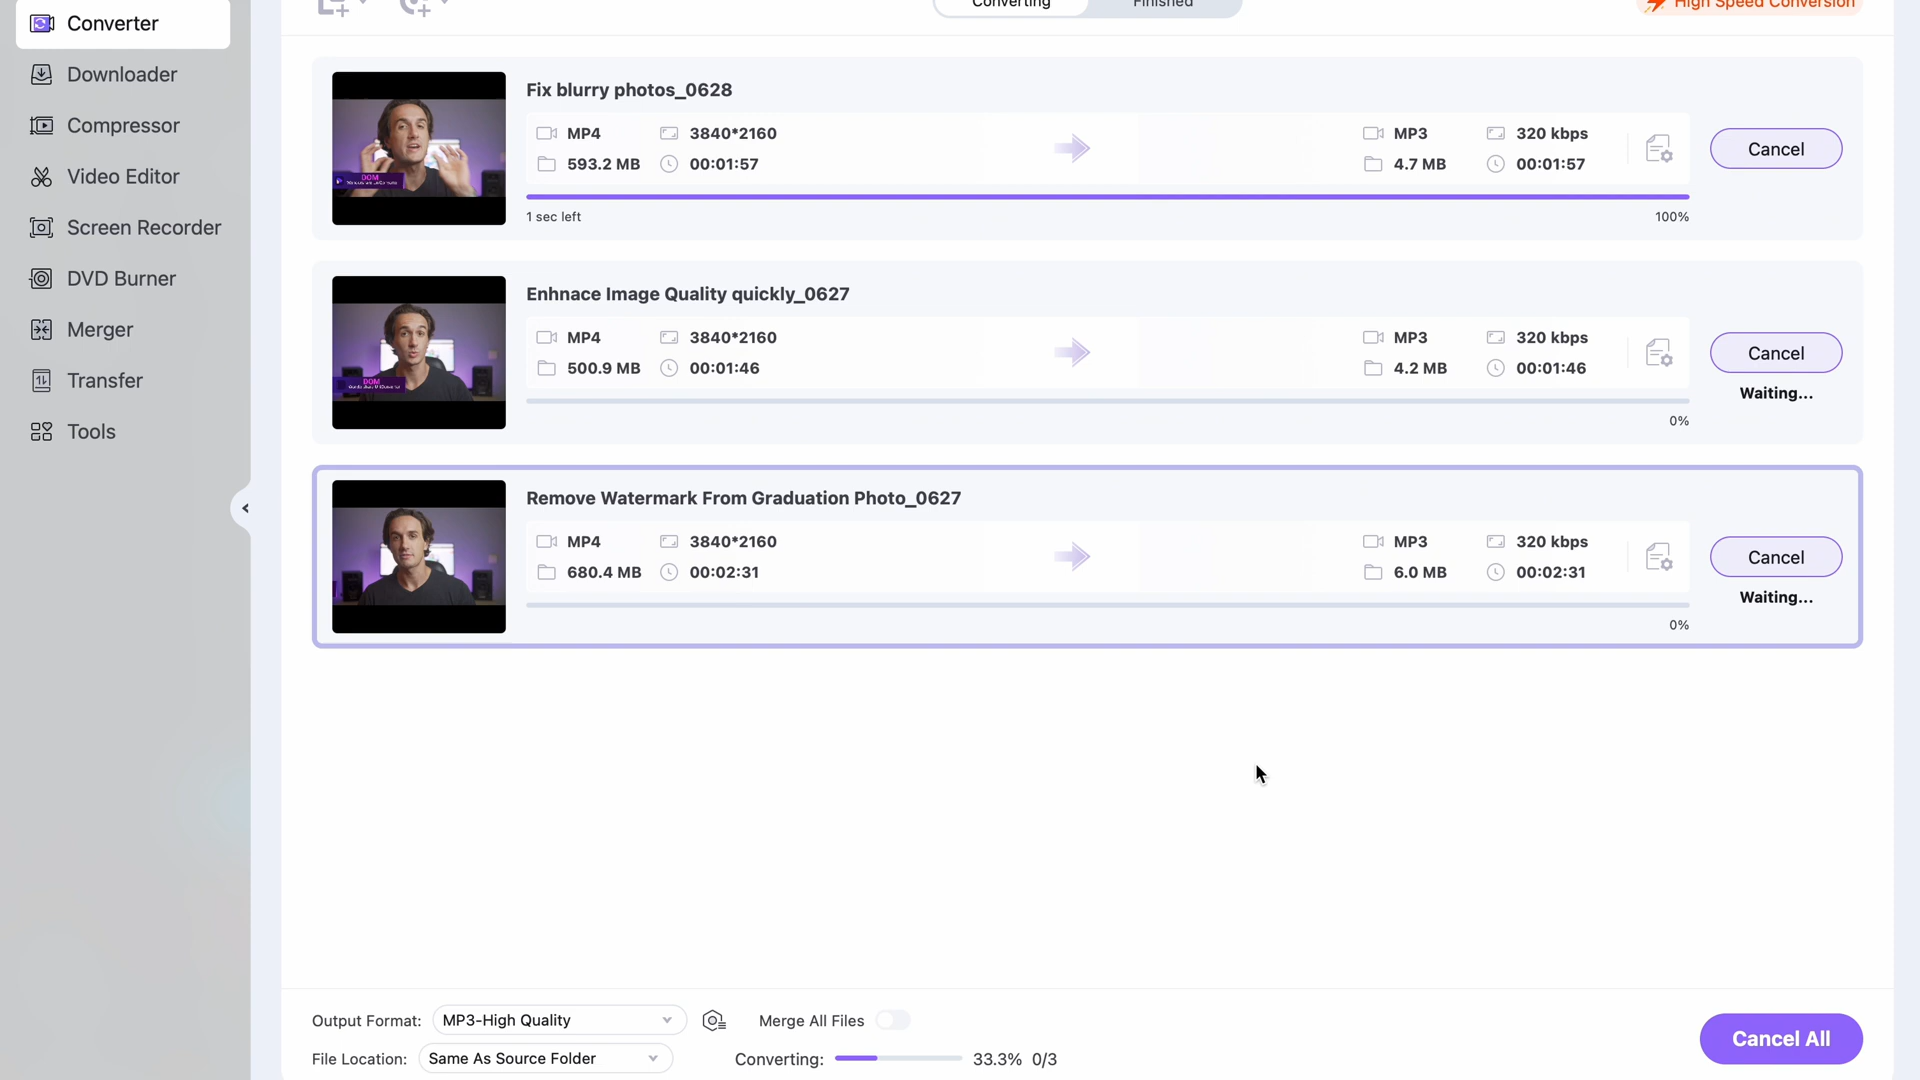 Converting Finished High Speed Conversion
Converter
Downloader
Compressor
Video Editor
Screen Recorder
DVD Burner
Merger
Transfer
Tools
Fix blurry photos_0628
MP4 3840*2160 MP3 320 kbps
593.2 MB 00:01:57 4.7 MB 00:01:57
Cancel
1 sec left 100%
DOM
Enhnace Image Quality quickly_0627
MP4 3840*2160 MP3 320 kbps
500.9 MB 00:01:46 4.2 MB 00:01:46
Cancel
Waiting...
0%
DOM
Remove Watermark From Graduation Photo_0627
MP4 3840*2160 MP3 320 kbps
680.4 MB 00:02:31 6.0 MB 00:02:31
Cancel
Waiting...
0%
Output Format: MP3-High Quality Merge All Files
File Location: Same As Source Folder Converting: 33.3% 0/3
Cancel All